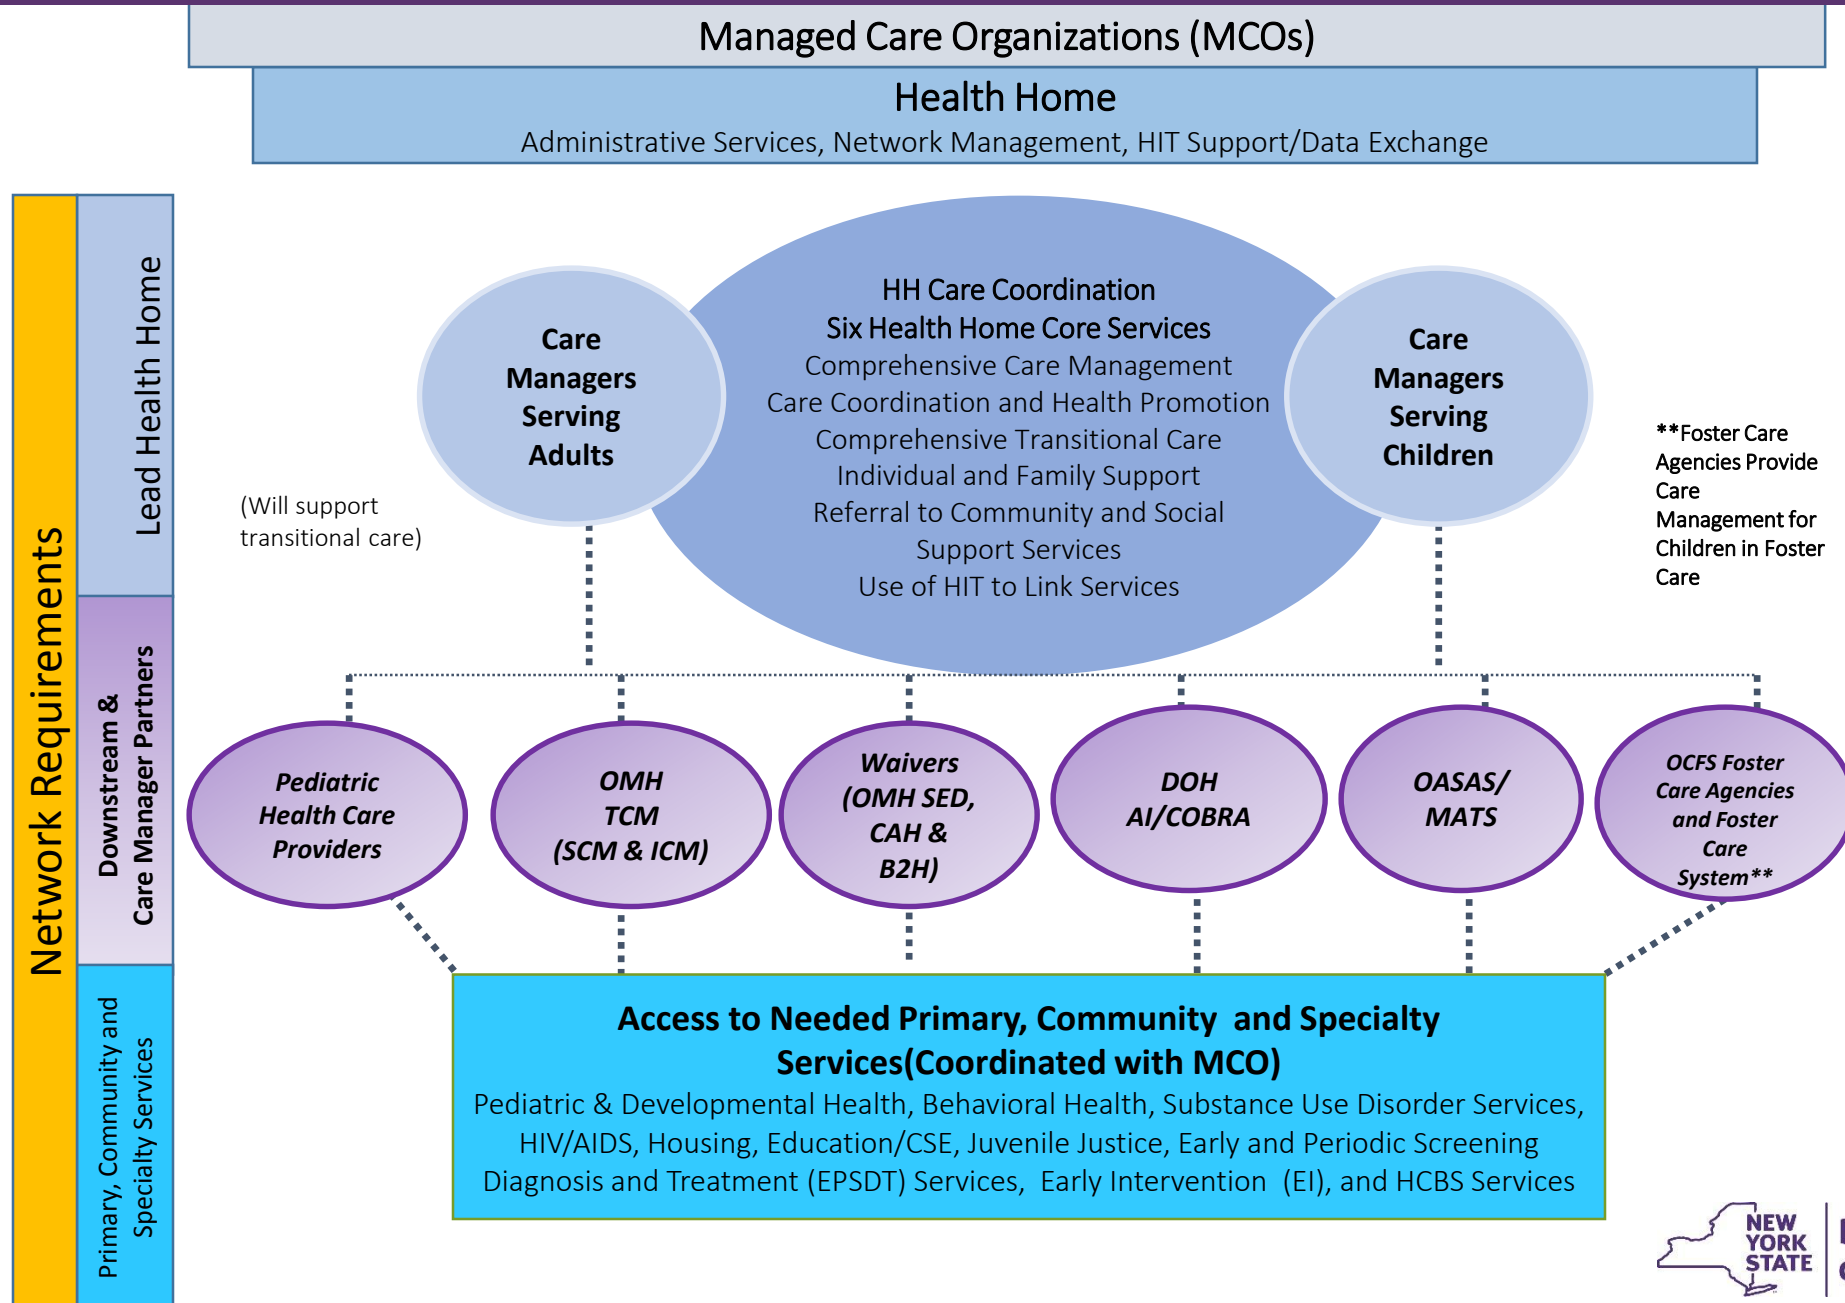 Managed Care Organizations (MCOs)
Health Home
Administrative Services, Network Management, HIT Support/Data Exchange
Network Requirements
Lead Health Home
Downstream &
Care Manager Partners
Primary, Community and
Specialty Services
Care
Managers
Serving
Adults
(Will support
transitional care)
HH Care Coordination
Six Health Home Core Services
Comprehensive Care Management
Care Coordination and Health Promotion
Comprehensive Transitional Care
Individual and Family Support
Referral to Community and Social
Support Services
Use of HIT to Link Services
Care
Managers
Serving
Children
**Foster Care
Agencies Provide
Care
Management for
Children in Foster
Care
Pediatric
Health Care
Providers
OMH
TCM
(SCM & ICM)
Waivers
(OMH SED,
CAH &
B2H)
DOH
AI/COBRA
OASAS/
MATS
OCFS Foster
Care Agencies
and Foster
Care
System**
Access to Needed Primary, Community  and Specialty
Services(Coordinated with MCO)
Pediatric & Developmental Health, Behavioral Health, Substance Use Disorder Services,
HIV/AIDS, Housing, Education/CSE, Juvenile Justice, Early and Periodic Screening
Diagnosis and Treatment (EPSDT) Services,  Early Intervention  (EI), and HCBS Services
NEW
YORK
STATE